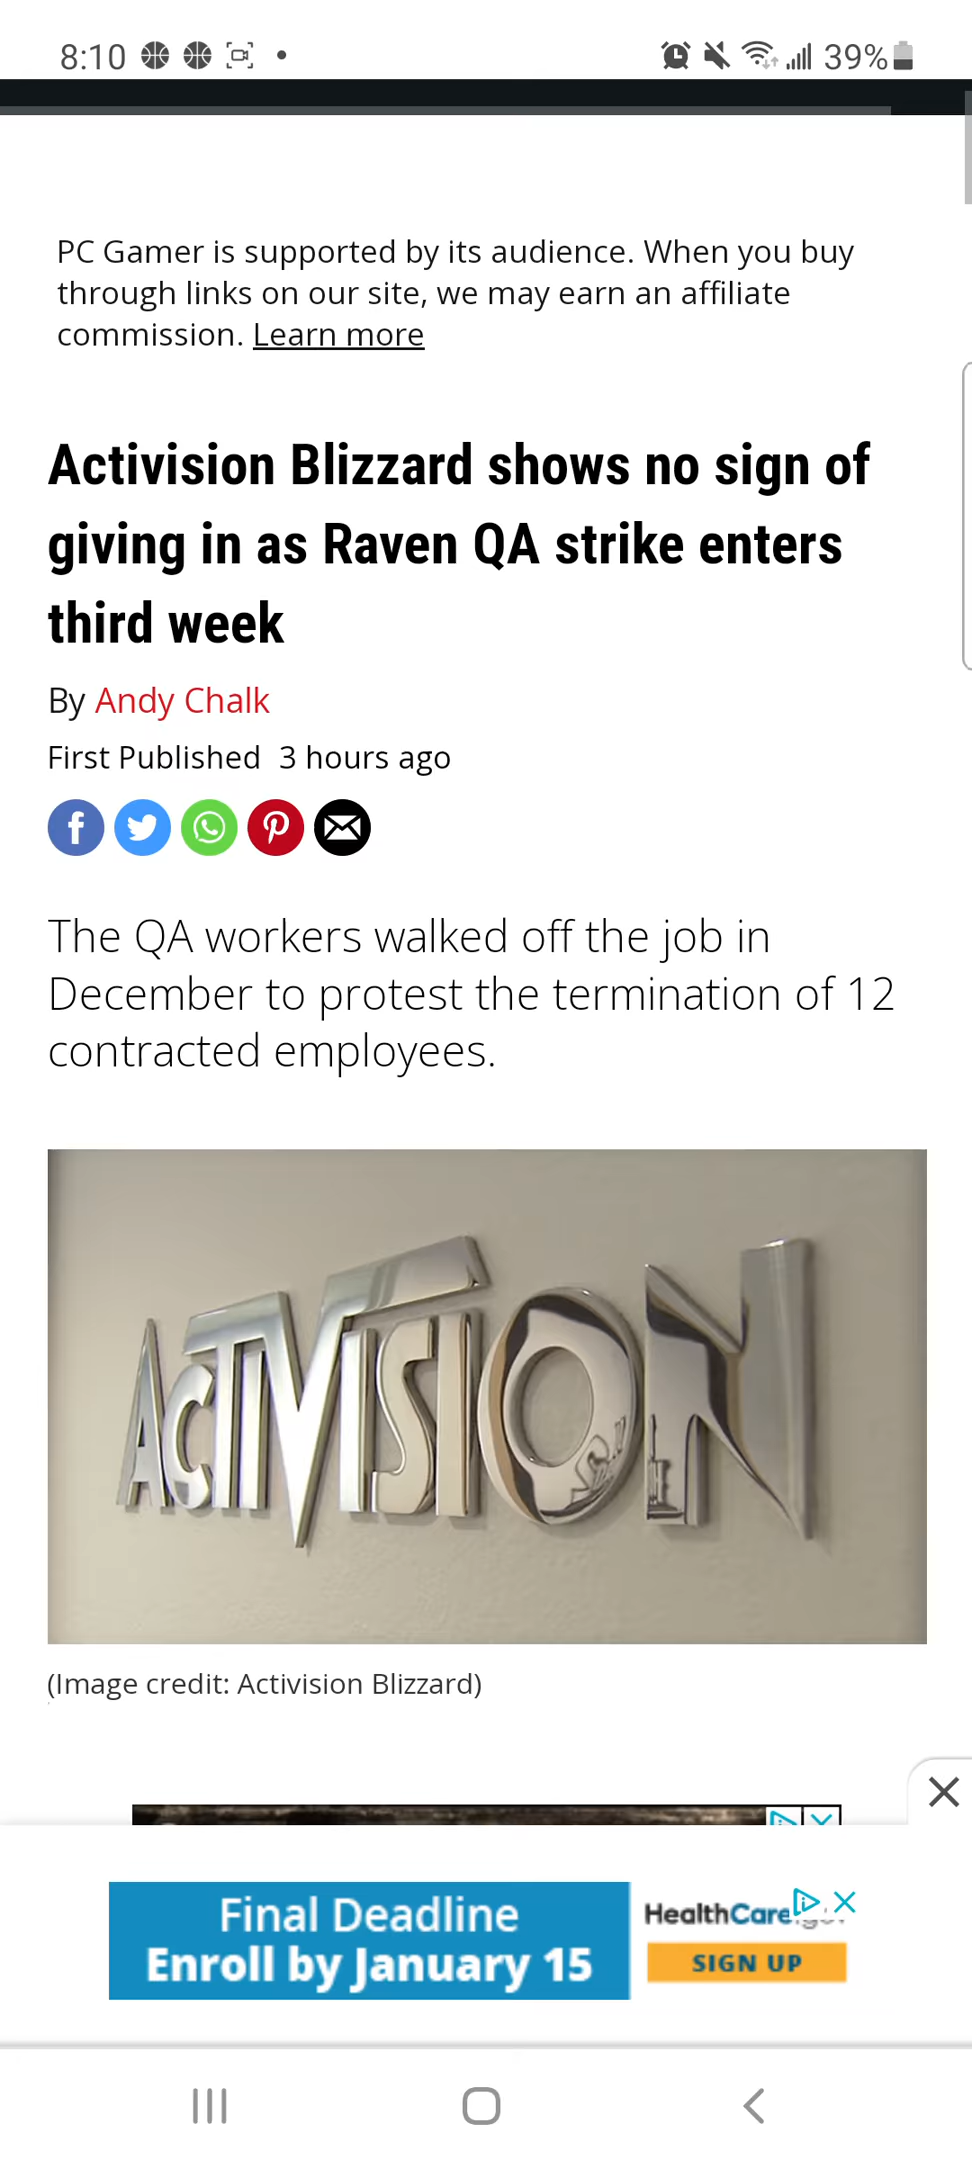 8:10
39%
PC Gamer is supported by its audience. When you buy
through links on our site, we may earn an affiliate
commission. Learn more
Activision Blizzard shows no sign of
giving in as Raven QA strike enters
third week
By Andy Chalk
First Published 3 hours ago
The QA workers walked off the job in
December to protest the termination of 12
contracted employees.
ACTIVISION
(Image credit: Activision Blizzard)
Final Deadline
Enroll by January 15
HealthCare.gov
SIGN UP